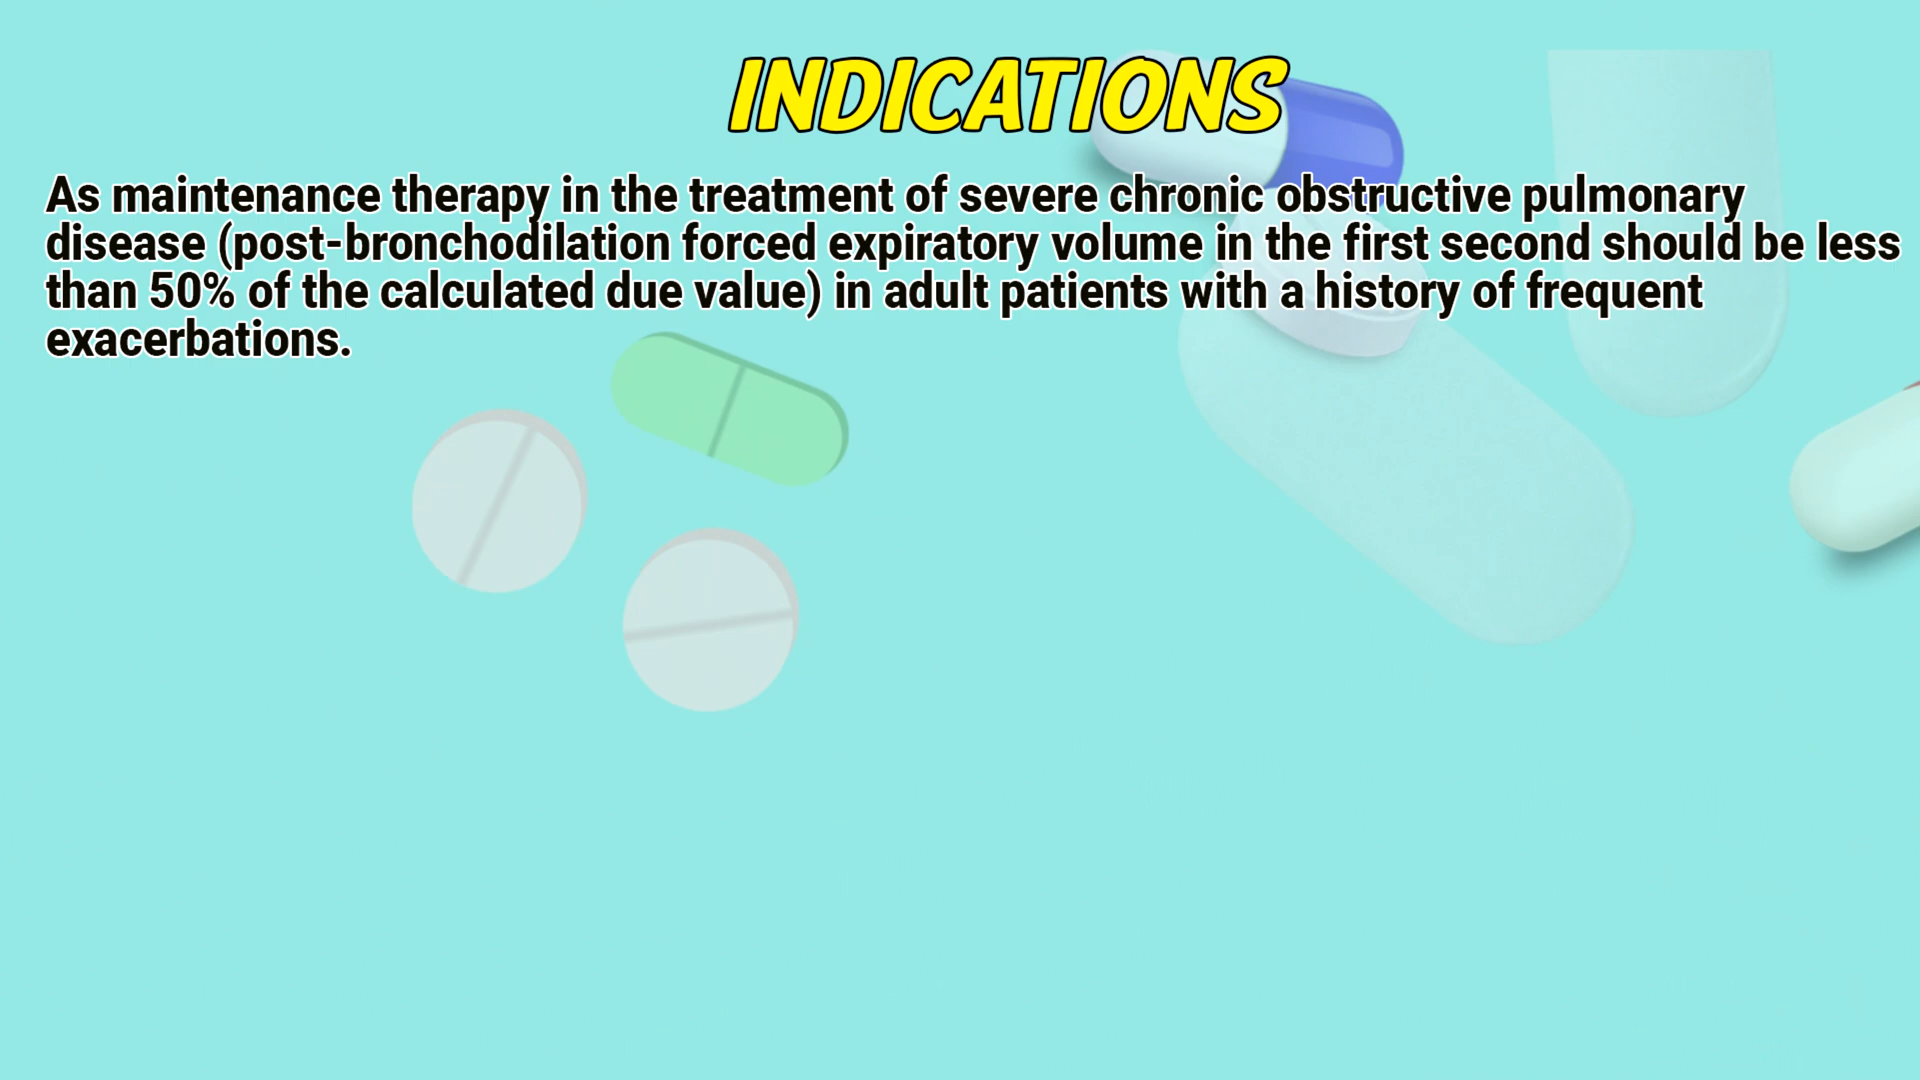 INDICATIONS
As maintenance therapy in the treatment of severe chronic obstructive pulmonary
disease (post-bronchodilation forced expiratory volume in the first second should be less
than 50% of the calculated due value) in adult patients with a history of frequent
exacerbations.